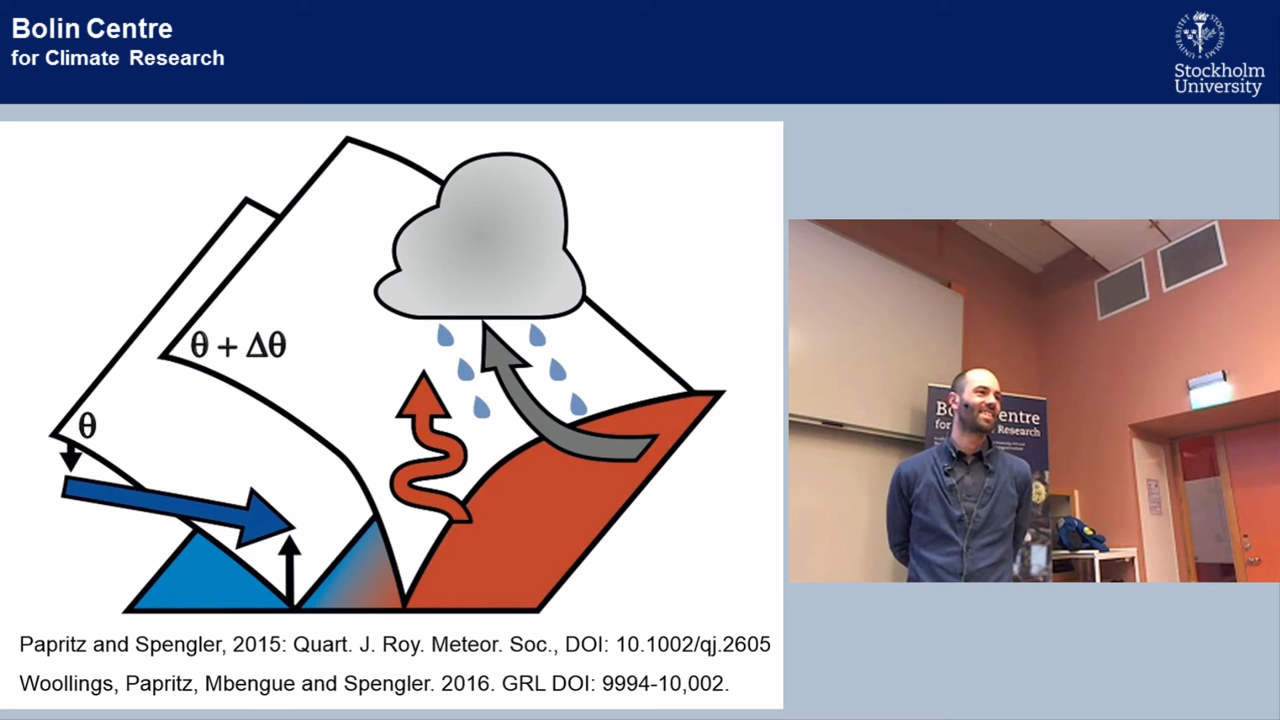 Bolin Centre
for Climate Research
Stockholm
University
θ + Δθ
θ
Papritz and Spengler, 2015: Quart. J. Roy. Meteor. Soc., DOI: 10.1002/qj.2605
Woollings, Papritz, Mbengue and Spengler. 2016. GRL DOI: 9994-10,002.